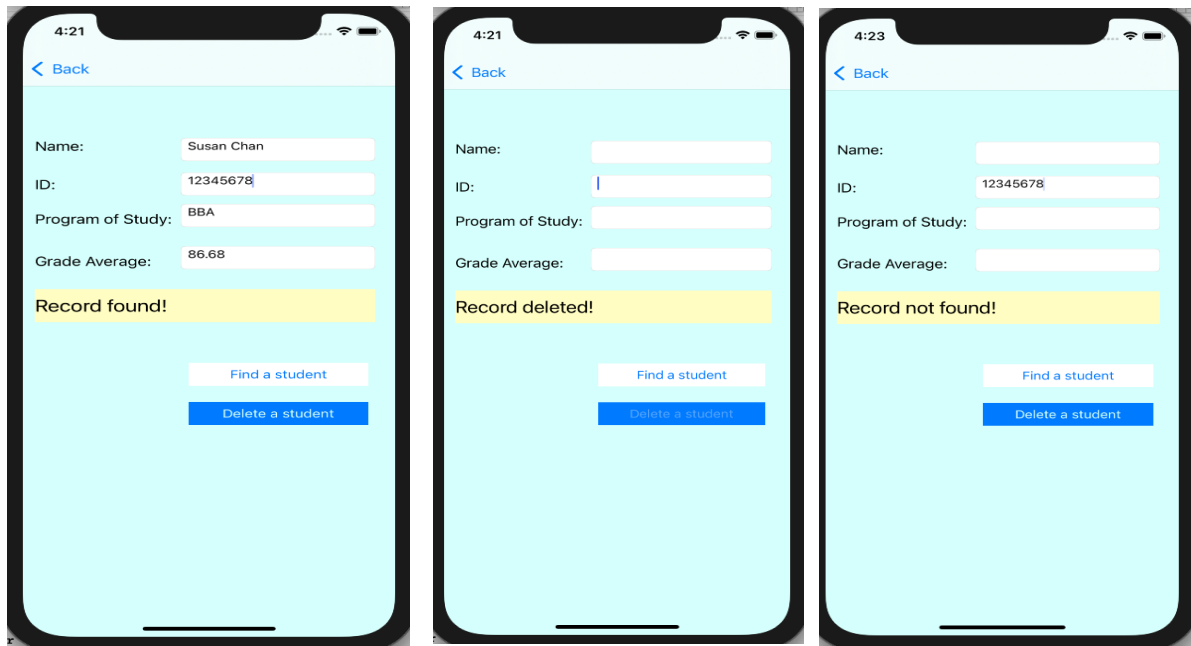 4:21
Back
Name: Susan Chan
ID: 12345678
Program of Study: BBA
Grade Average: 86.68
Record found!
Find a student
Delete a student
4:21
Back
Name:
ID:
Program of Study:
Grade Average:
Record deleted!
Find a student
Delete a student
4:23
Back
Name:
ID: 12345678
Program of Study:
Grade Average:
Record not found!
Find a student
Delete a student